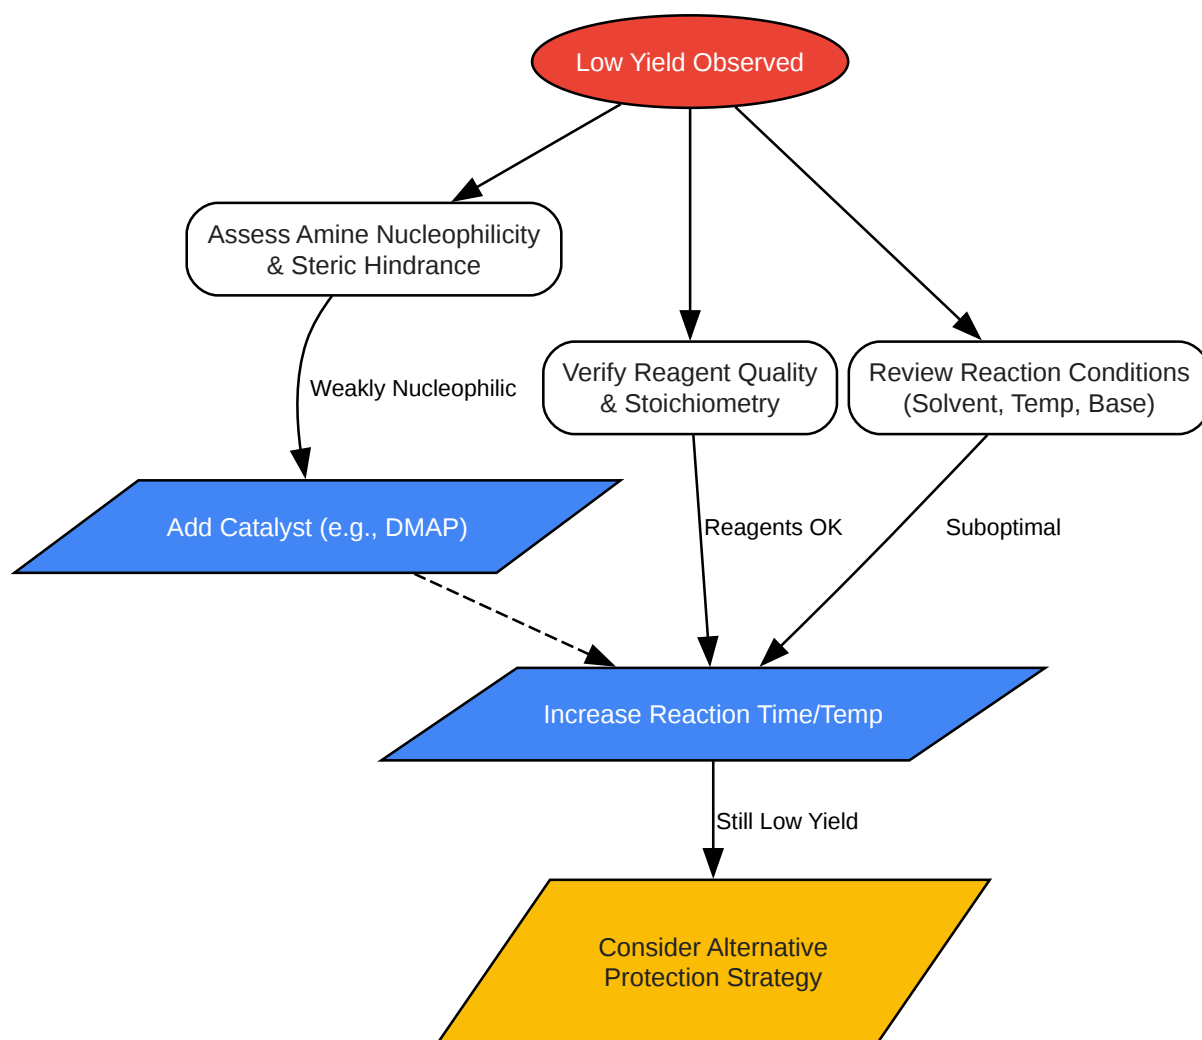 Low Yield Observed
Assess Amine Nucleophilicity
& Steric Hindrance
Verify Reagent Quality
& Stoichiometry
Review Reaction Conditions
(Solvent, Temp, Base)
Weakly Nucleophilic
Add Catalyst (e.g., DMAP)
Reagents OK
Suboptimal
Increase Reaction Time/Temp
Still Low Yield
Consider Alternative
Protection Strategy